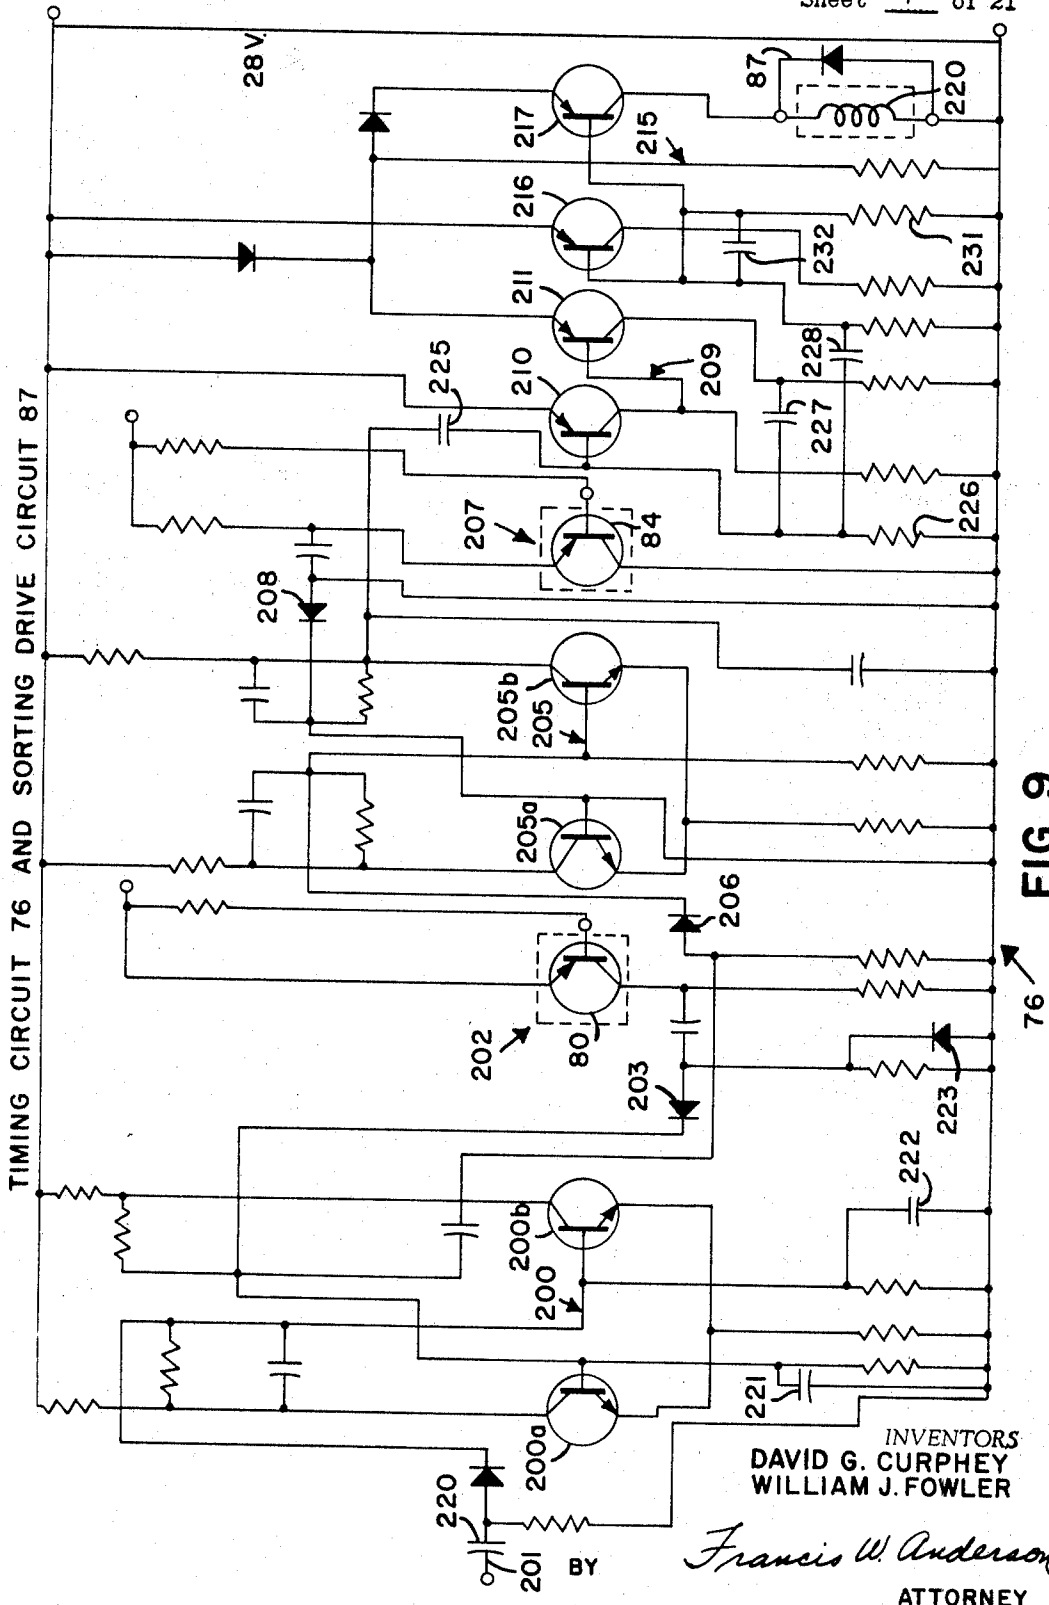 Sheet of 21
TIMING CIRCUIT 76 AND SORTING DRIVE CIRCUIT 87
28V.
87
220
217
215
216
232
231
211
210
225
209
228
227
226
207
84
208
205b
205
205a
206
202
80
203
223
76
222
200b
200
200a
221
220
201
FIG 9
INVENTORS
DAVID G. CURPHEY
WILLIAM J. FOWLER
BY
Francis W. Anderson
ATTORNEY